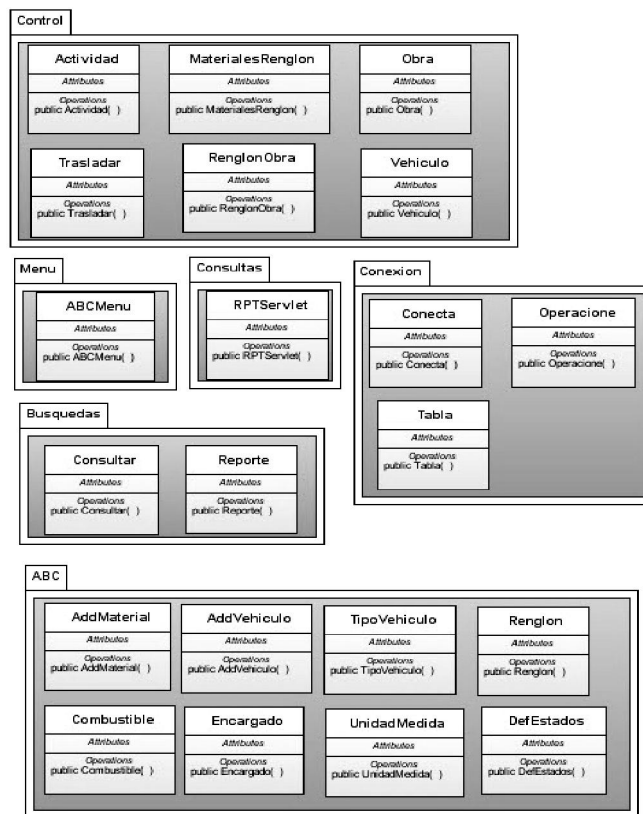 Control
Actividad MaterialesRenglon Obra
Attributes Attributes Attributes
Operations Operations Operations
public Actividad( ) public MaterialesRenglon( ) public Obra( )
Trasladar RenglonObra Vehiculo
Attributes Attributes Attributes
Operations Operations Operations
public Trasladar( ) public RenglonObra( ) public Vehiculo( )
Menu
ABCMenu
Attributes
Operations
public ABCMenu( )
Consultas
RPTServlet
Attributes
Operations
public RPTServlet( )
Conexion
Conecta Operacione
Attributes Attributes
Operations Operations
public Conecta( ) public Operacione( )
Tabla
Attributes
Operations
public Tabla( )
Busquedas
Consultar Reporte
Attributes Attributes
Operations Operations
public Consultar( ) public Reporte( )
ABC
AddMaterial AddVehiculo TipoVehiculo Renglon
Attributes Attributes Attributes Attributes
Operations Operations Operations Operations
public AddMaterial( ) public AddVehiculo( ) public TipoVehiculo( ) public Renglon( )
Combustible Encargado UnidadMedida DefEstados
Attributes Attributes Attributes Attributes
Operations Operations Operations Operations
public Combustible( ) public Encargado( ) public UnidadMedida( ) public DefEstados( )